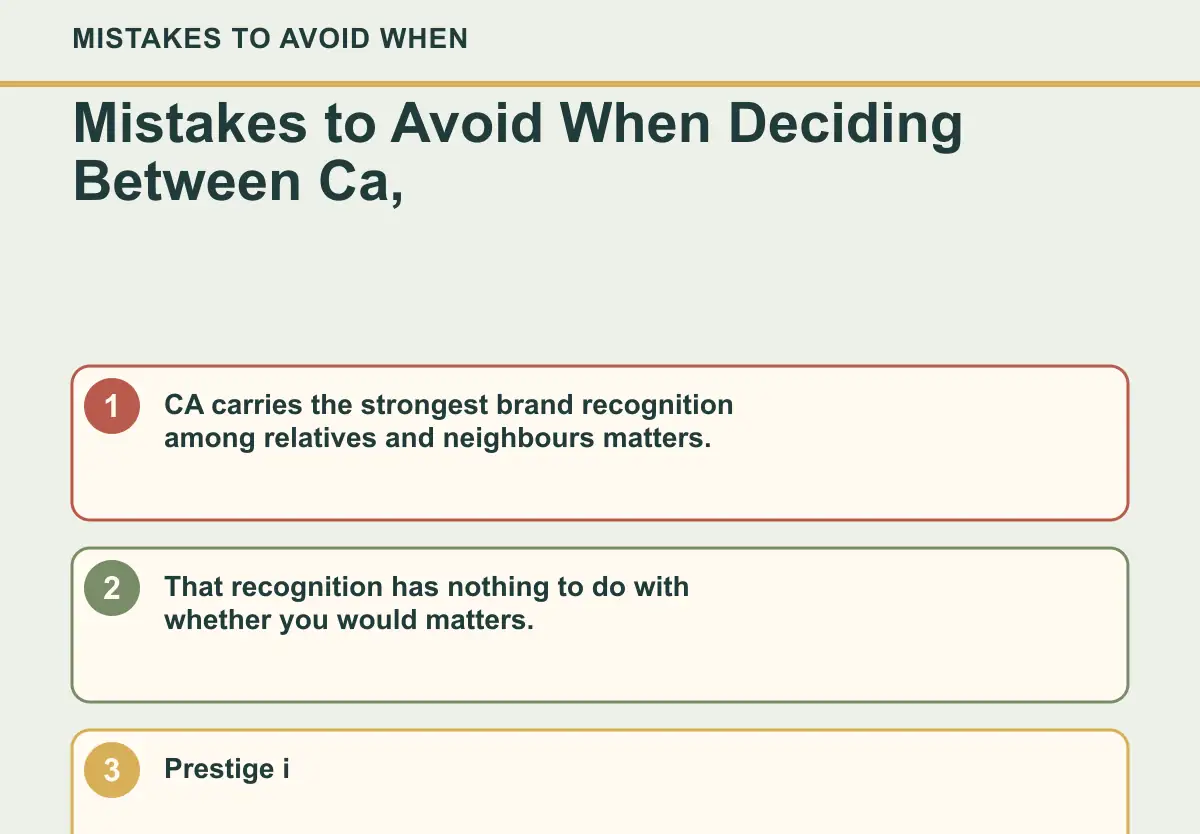 MISTAKES TO AVOID WHEN
Mistakes to Avoid When Deciding
Between Ca,
1
CA carries the strongest brand recognition
among relatives and neighbours matters.
2
That recognition has nothing to do with
whether you would matters.
3
Prestige i